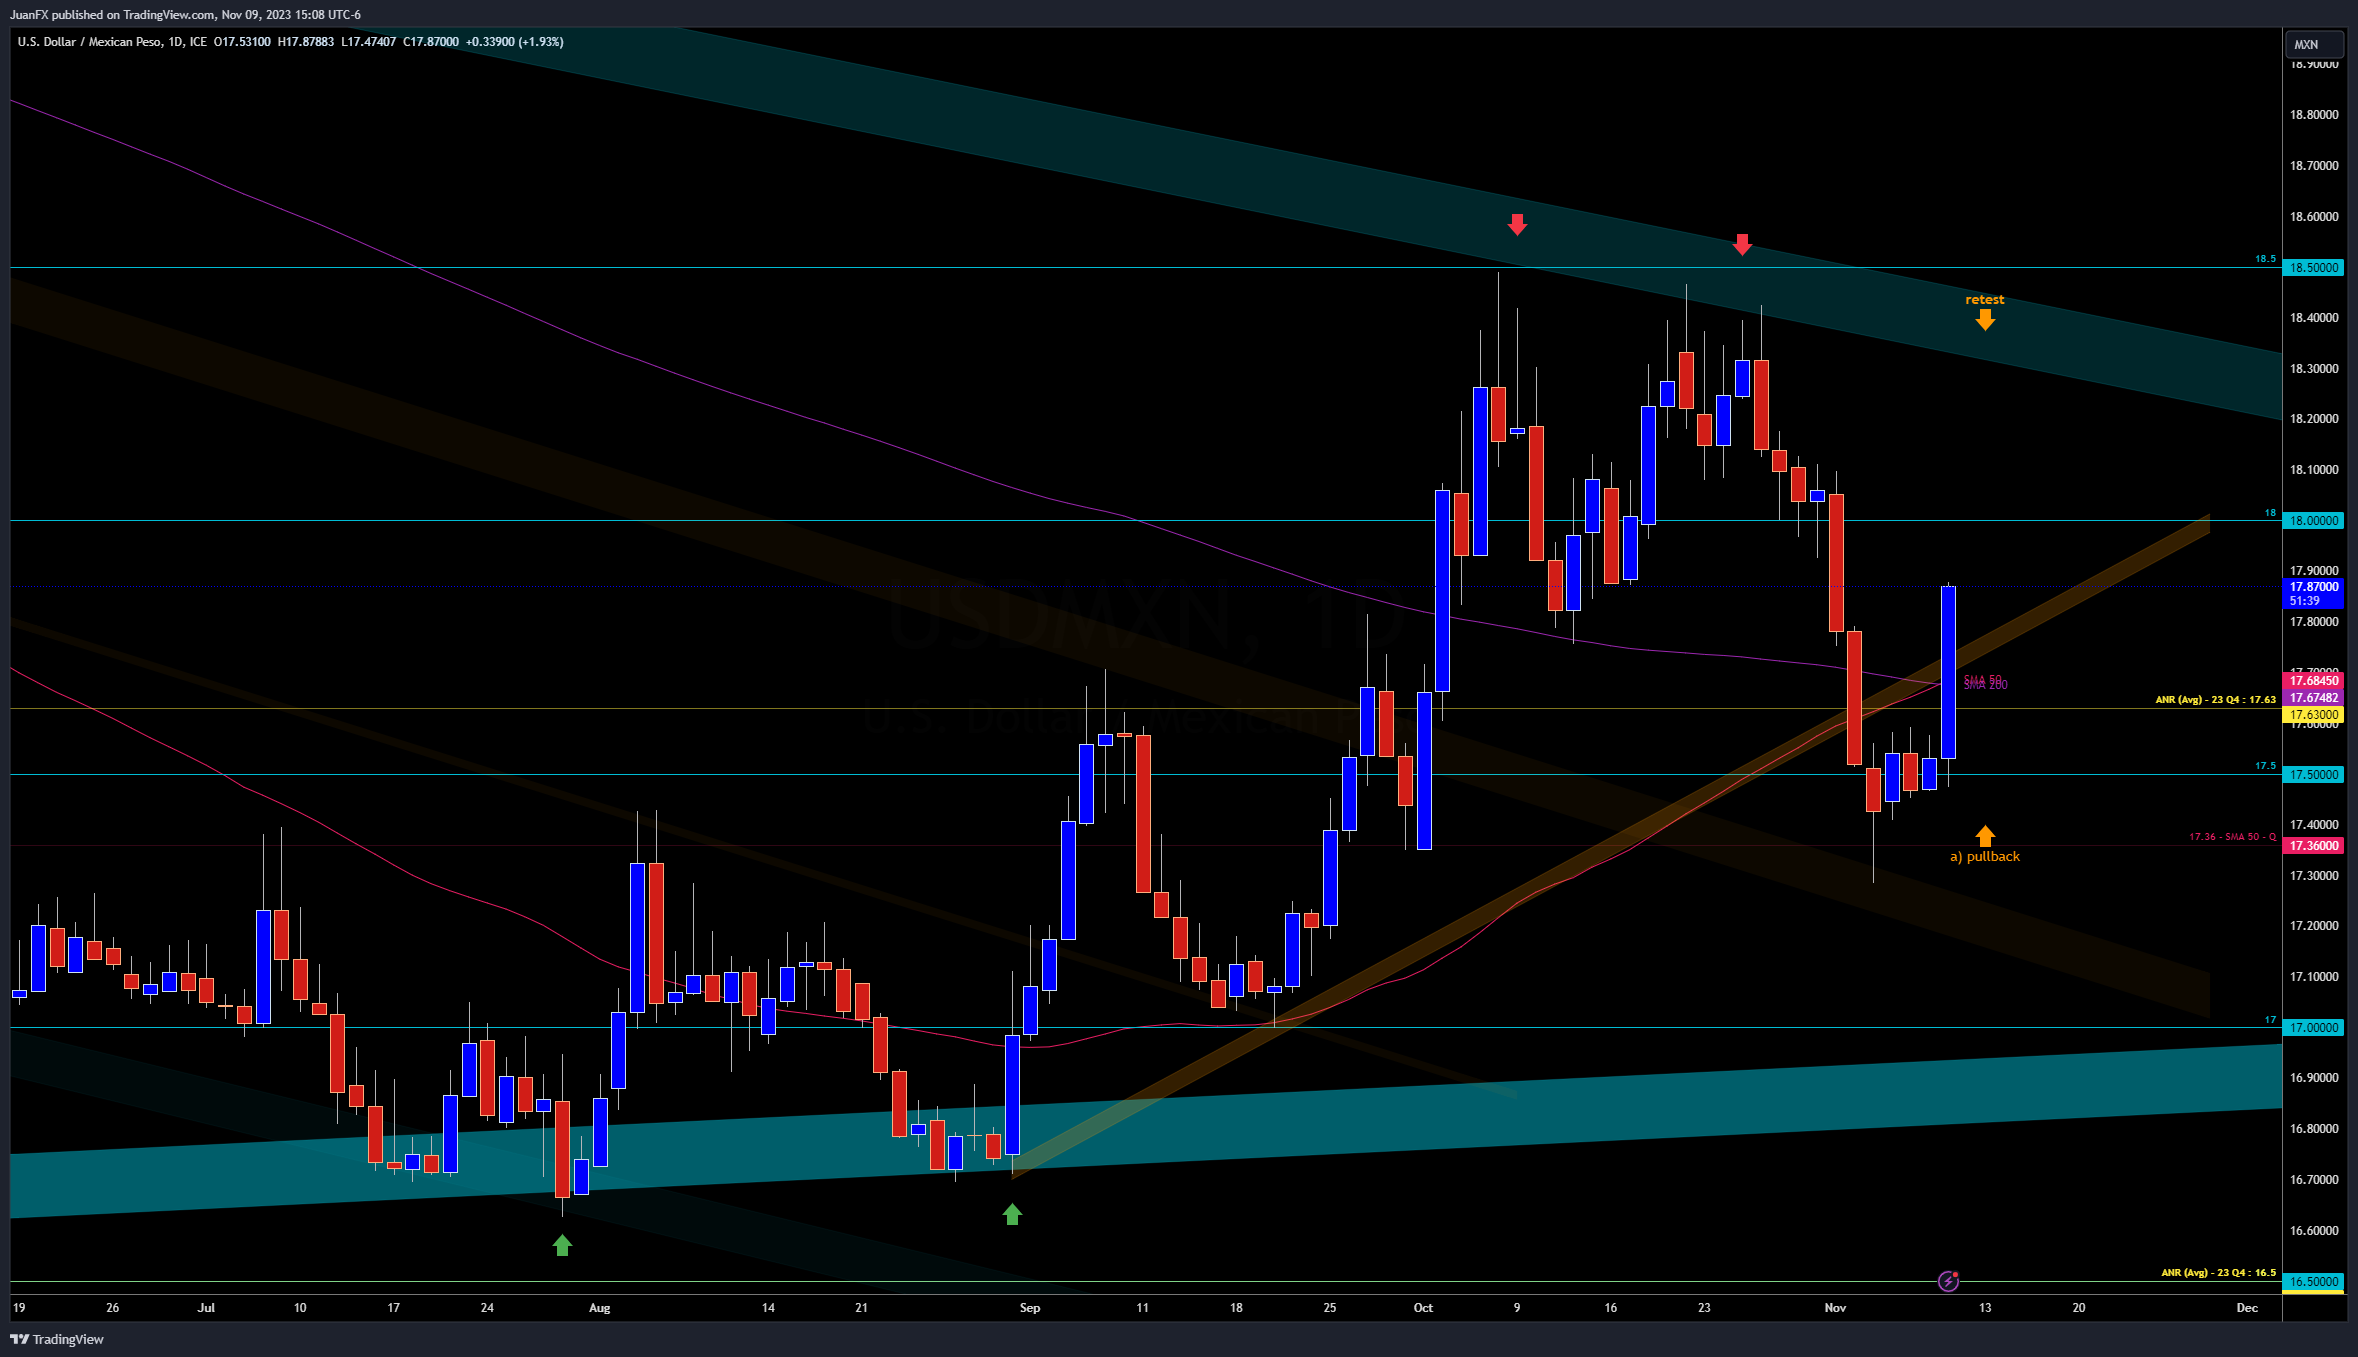 JuanFX published on TradingView.com, Nov 09, 2023 15:08 UTC-6
U.S. Dollar / Mexican Peso, 1D, ICE O17.53100 H17.87883 L17.47407 C17.87000 +0.33900 (+1.93%)
MXN
18.90000
18.80000
18.70000
18.60000
18.5
18.50000
retest
18.40000
18.30000
18.20000
18.10000
18
18.00000
17.90000
17.87000
51:39
USDMXN, 1D
17.80000
17.70000
SMA 50
17.68450
SMA 200
17.67482
ANR (Avg) - 23 Q4 : 17.63
17.63000
U.S. Dollar / Mexican Peso
17.60000
17.5
17.50000
17.40000
17.36 - SMA 50 - Q
17.36000
a) pullback
17.30000
17.20000
17.10000
17
17.00000
16.90000
16.80000
16.70000
16.60000
ANR (Avg) - 23 Q4 : 16.5
16.50000
19 26 Jul 10 17 24 Aug 14 21 Sep 11 18 25 Oct 9 16 23 Nov 13 20 Dec
TradingView